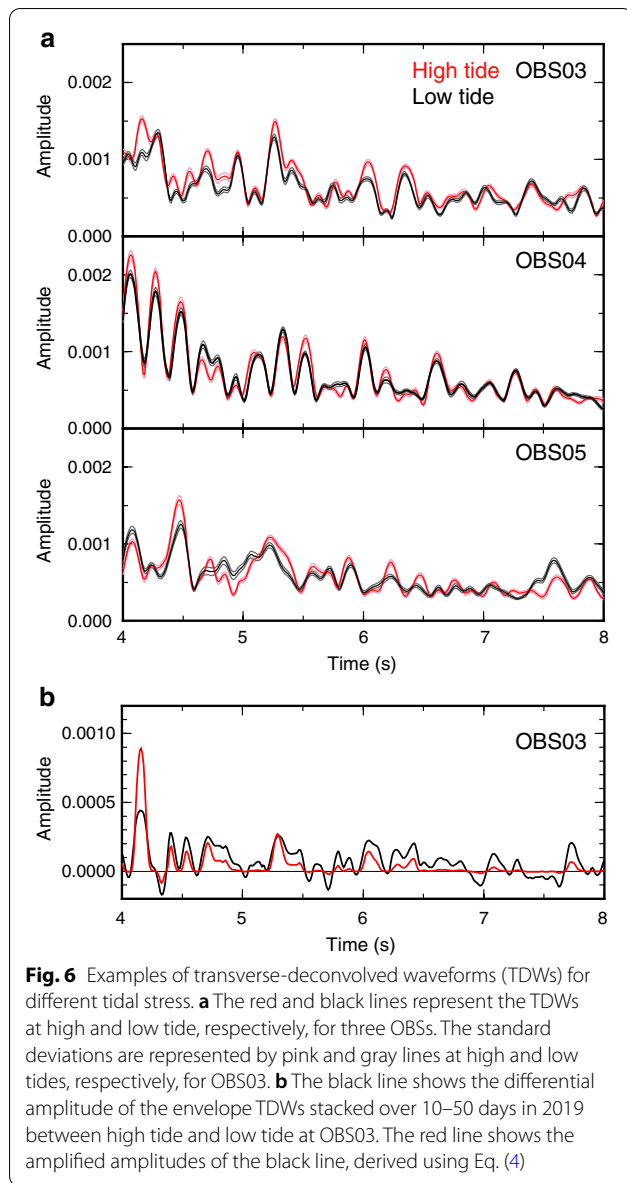 a
High tide OBS03
Low tide
0.002
0.001
0.000
Amplitude
OBS04
0.002
0.001
0.000
Amplitude
OBS05
0.002
0.001
0.000
Amplitude
4 5 6 7 8
Time (s)
b
OBS03
0.0010
0.0005
0.0000
Amplitude
4 5 6 7 8
Time (s)
Fig. 6 Examples of transverse-deconvolved waveforms (TDWs) for
different tidal stress. a The red and black lines represent the TDWs
at high and low tide, respectively, for three OBSs. The standard
deviations are represented by pink and gray lines at high and low
tides, respectively, for OBS03. b The black line shows the differential
amplitude of the envelope TDWs stacked over 10–50 days in 2019
between high tide and low tide at OBS03. The red line shows the
amplified amplitudes of the black line, derived using Eq. (4)